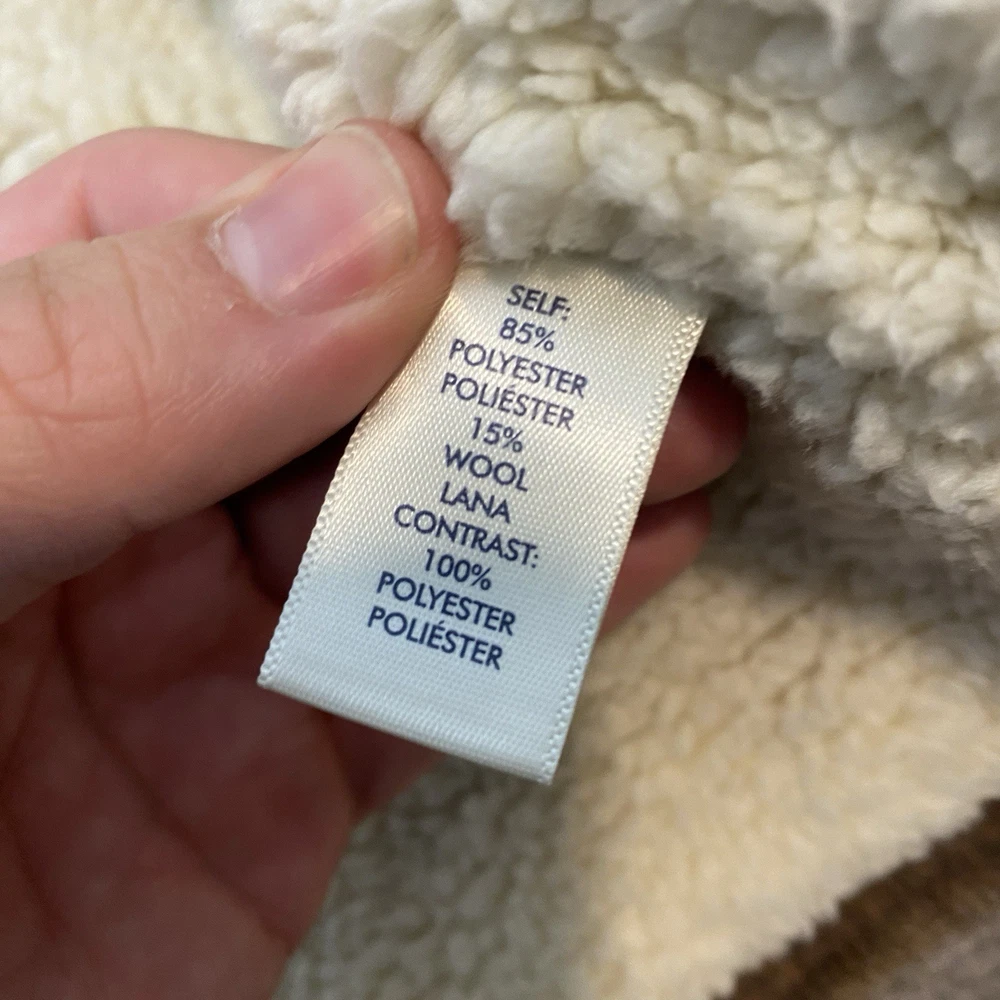 SELF:
85%
POLYESTER
POLIÉSTER
15%
WOOL
LANA
CONTRAST:
100%
POLYESTER
POLIÉSTER